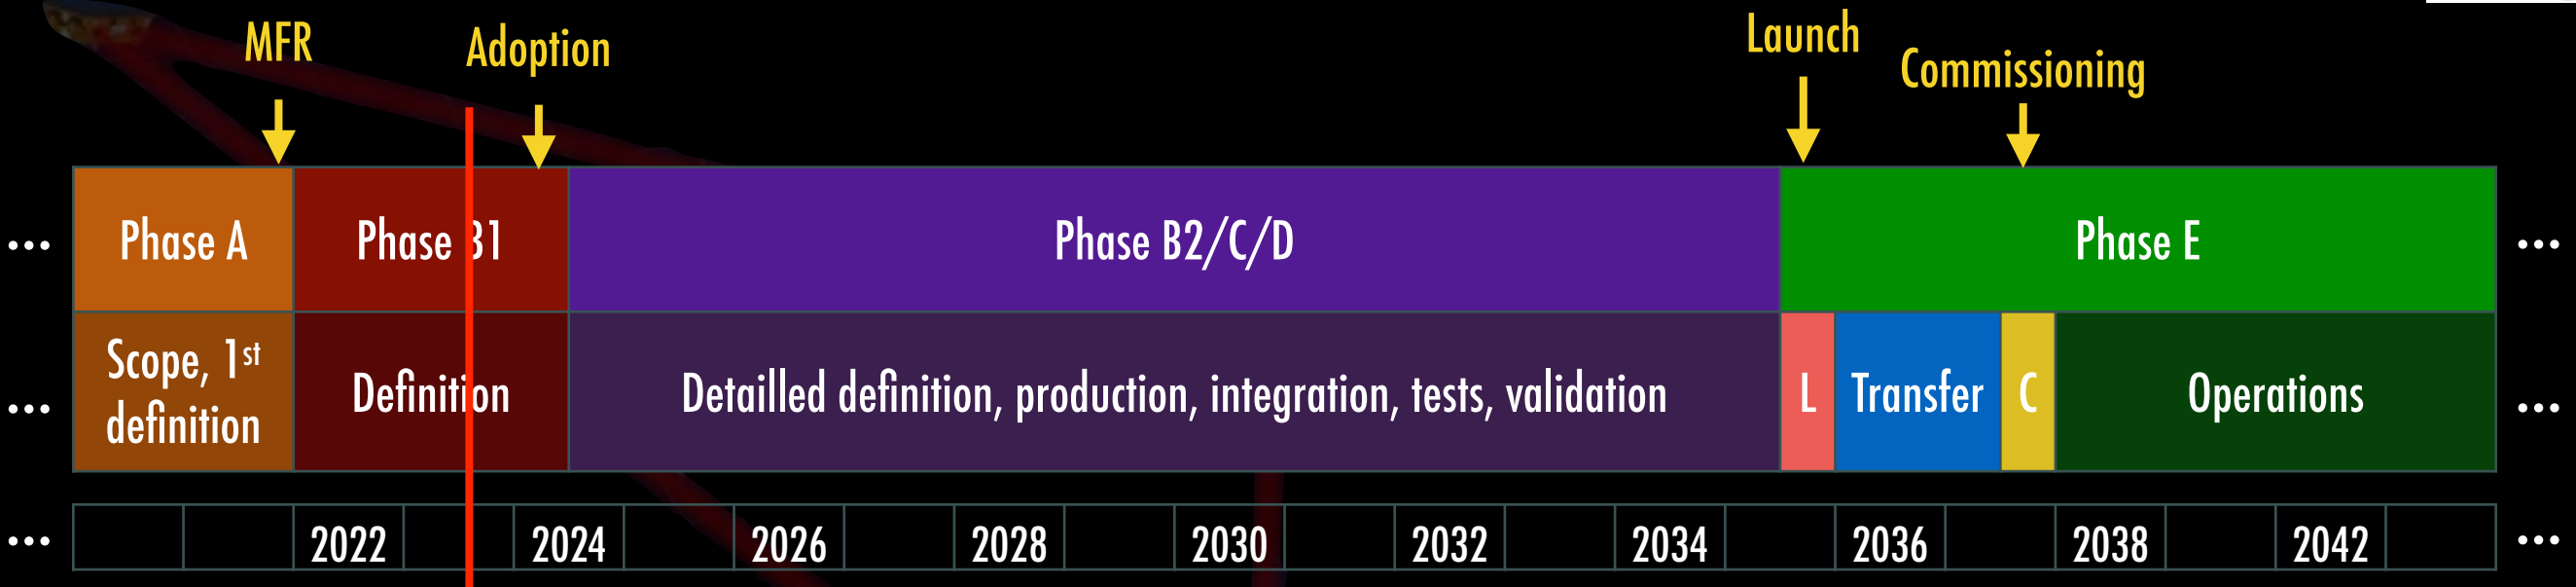 MFR
Adoption
Launch
Commissioning
... Phase A Phase B1 Phase B2/C/D Phase E ...
Scope, 1st
definition
... Definition Detailled definition, production, integration, tests, validation L Transfer C Operations ...
... 2022 2024 2026 2028 2030 2032 2034 2036 2038 2042 ...